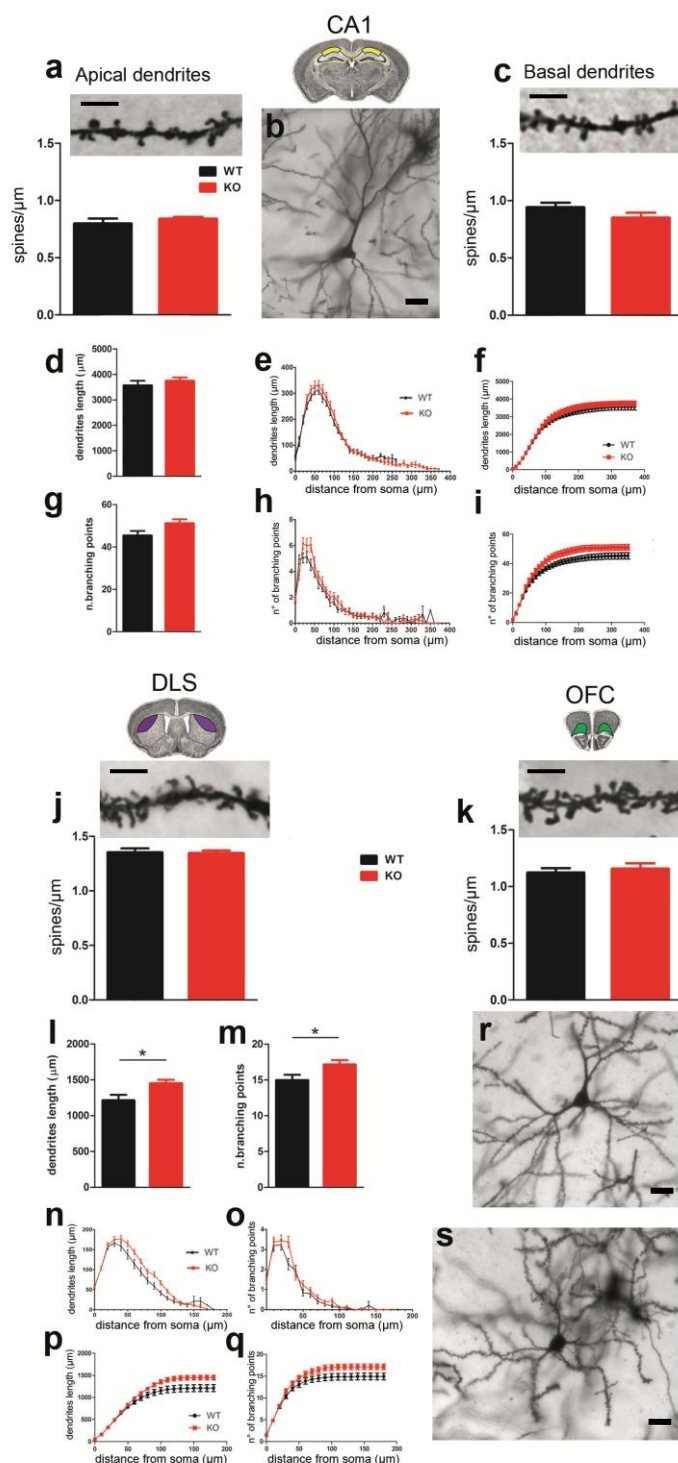 CA1
a Apical dendrites
b
c Basal dendrites
spines/µm
1.5
1.0
0.5
0.0
WT
KO
spines/µm
1.5
1.0
0.5
0.0
d
dendrites length (µm)
5000
4000
3000
2000
1000
0
e
dendrites length (µm)
400
300
200
100
0
WT
KO
0 50 100 150 200 250 300 350 400
distance from soma (µm)
f
dendrites length (µm)
5000
4000
3000
2000
1000
0
WT
KO
0 100 200 300 400
distance from soma (µm)
g
n.branching points
60
40
20
0
h
n° of branching points
8
6
4
2
0
0 50 100 150 200 250 300 350 400
distance from soma (µm)
i
n° of branching points
60
40
20
0
0 100 200 300 400
distance from soma (µm)
DLS
OFC
j
spines/µm
1.5
1.0
0.5
0.0
WT
KO
k
spines/µm
1.5
1.0
0.5
0.0
l
dendrites length (µm)
2000
1500
1000
500
0
*
m
n.branching points
20
15
10
5
0
*
r
n
dendrites length (µm)
200
150
100
50
0
WT
KO
0 50 100 150 200
distance from soma (µm)
o
n° of branching points
5
4
3
2
1
0
WT
KO
0 50 100 150 200
distance from soma (µm)
s
p
dendrites length (µm)
2000
1500
1000
500
0
WT
KO
0 50 100 150 200
distance from soma (µm)
q
n° of branching points
20
15
10
5
0
0 50 100 150 200
distance from soma (µm)